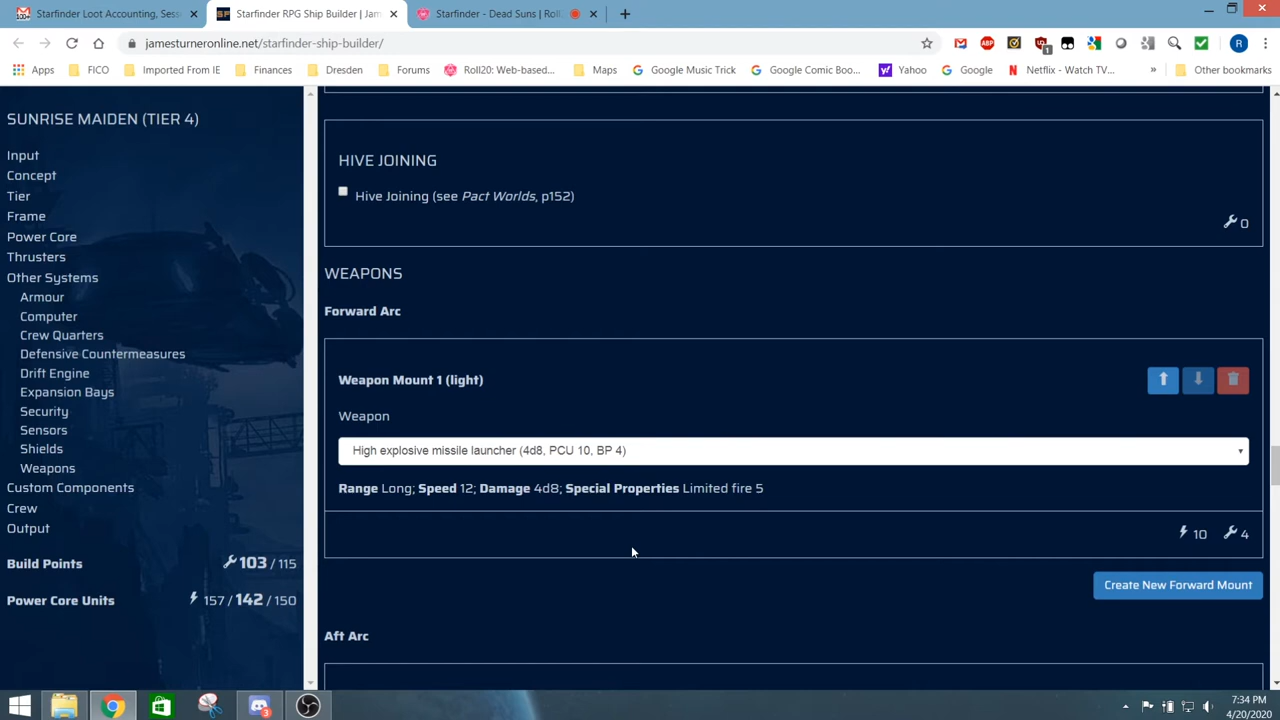 Starfinder Loot Accounting, Sess
Starfinder RPG Ship Builder | Jam
Starfinder - Dead Suns | Roll
jamesturneronline.net/starfinder-ship-builder/
Apps
FICO
Imported From IE
Finances
Dresden
Forums
Roll20: Web-based...
Maps
Google Music Trick
Google Comic Boo...
Yahoo
Google
Netflix - Watch TV...
»
Other bookmarks
SUNRISE MAIDEN (TIER 4)
Input
Concept
Tier
Frame
Power Core
Thrusters
Other Systems
Armour
Computer
Crew Quarters
Defensive Countermeasures
Drift Engine
Expansion Bays
Security
Sensors
Shields
Weapons
Custom Components
Crew
Output
Build Points 103 / 115
Power Core Units 157 / 142 / 150
HIVE JOINING
Hive Joining (see Pact Worlds, p152)
0
WEAPONS
Forward Arc
Weapon Mount 1 (light)
Weapon
High explosive missile launcher (4d8, PCU 10, BP 4)
Range Long; Speed 12; Damage 4d8; Special Properties Limited fire 5
10 4
Create New Forward Mount
Aft Arc
7:34 PM
4/20/2020